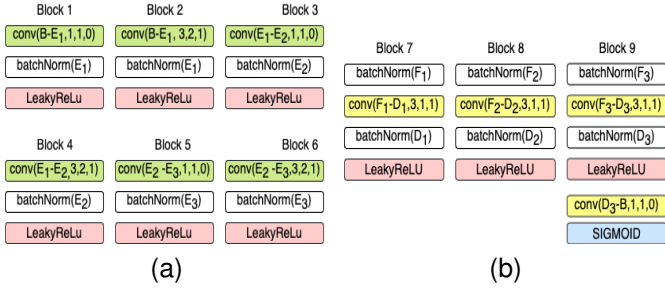 Block 1 Block 2 Block 3
conv(B-E₁,1,1,0) conv(B-E₁, 3,2,1) conv(E₁-E₂,1,1,0)
batchNorm(E₁) batchNorm(E₁) batchNorm(E₂)
LeakyReLu LeakyReLu LeakyReLu
Block 4 Block 5 Block 6
conv(E₁-E₂,3,2,1) conv(E₂ -E₃,1,1,0) conv(E₂ -E₃,3,2,1)
batchNorm(E₂) batchNorm(E₃) batchNorm(E₃)
LeakyReLu LeakyReLu LeakyReLu
(a)
Block 7 Block 8 Block 9
batchNorm(F₁) batchNorm(F₂) batchNorm(F₃)
conv(F₁-D₁,3,1,1) conv(F₂-D₂,3,1,1) conv(F₃-D₃,3,1,1)
batchNorm(D₁) batchNorm(D₂) batchNorm(D₃)
LeakyReLU LeakyReLU LeakyReLU
conv(D₃-B,1,1,0)
SIGMOID
(b)